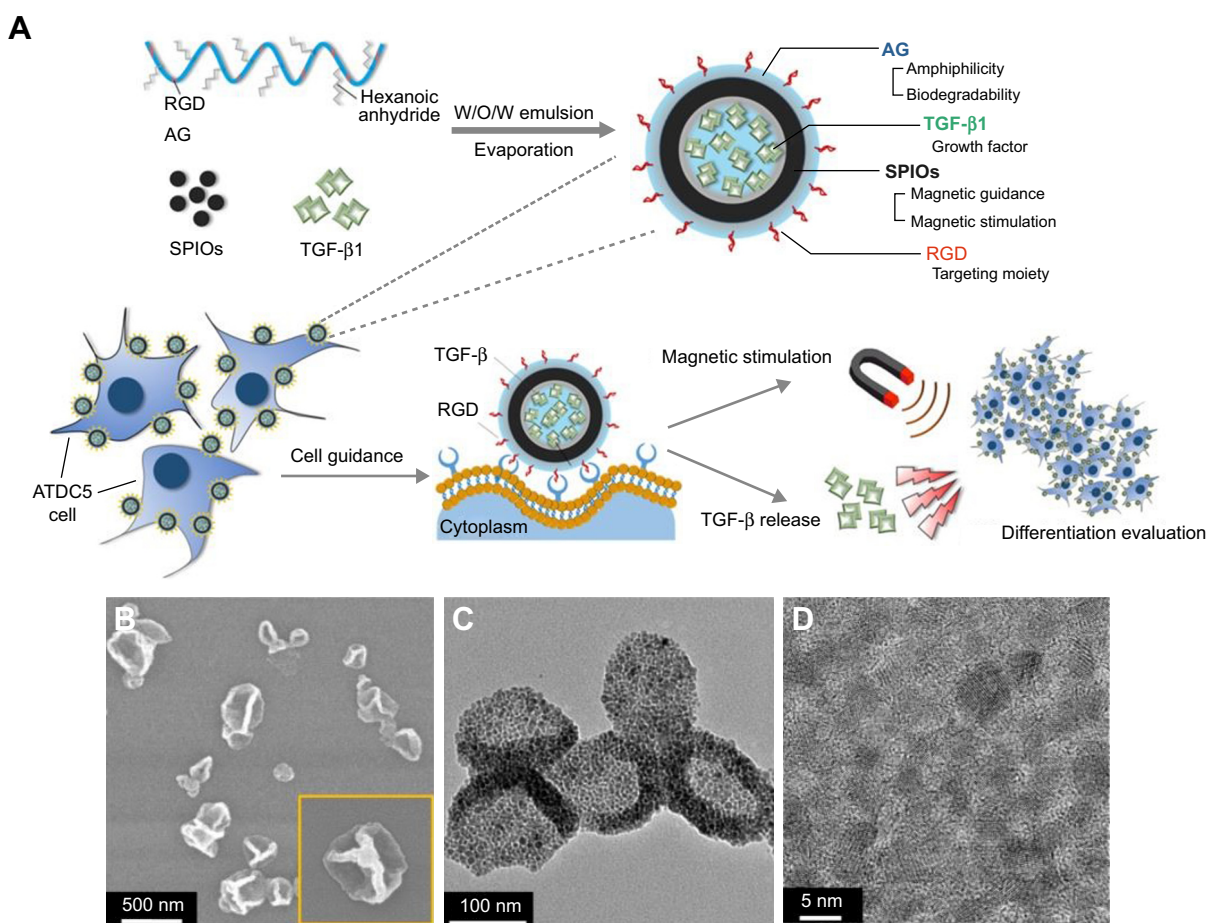 A
RGD
AG
Hexanoic
anhydride
W/O/W emulsion
Evaporation
SPIOs
TGF-β1
AG
Amphiphilicity
Biodegradability
TGF-β1
Growth factor
SPIOs
Magnetic guidance
Magnetic stimulation
RGD
Targeting moiety
ATDC5
cell
Cell guidance
TGF-β
RGD
Cytoplasm
Magnetic stimulation
TGF-β release
Differentiation evaluation
B
500 nm
C
100 nm
D
5 nm